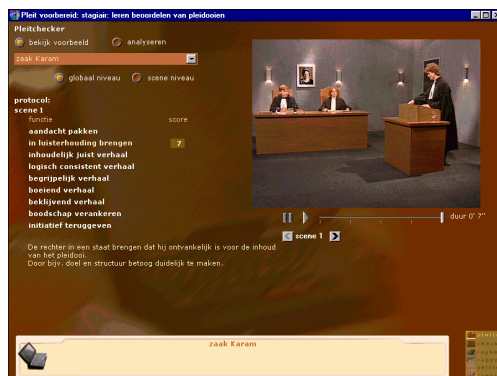 Pleit voorbereid: stagiair: leren beoordelen van pleidooien
Pleitchecker
bekijk voorbeeld analyseren
zaak Karam
globaal niveau scene niveau
protocol:
scene 1
functie score
aandacht pakken
in luisterhouding brengen 7
inhoudelijk juist verhaal
logisch consistent verhaal
begrijpelijk verhaal
boeiend verhaal
beklijvend verhaal
boodschap verankeren
initiatief teruggeven
De rechter in een staat brengen dat hij ontvankelijk is voor de inhoud
van het pleidooi.
Door bijv. doel en structuur betoog duidelijk te maken.
duur 0' 7"
scene 1
zaak Karam